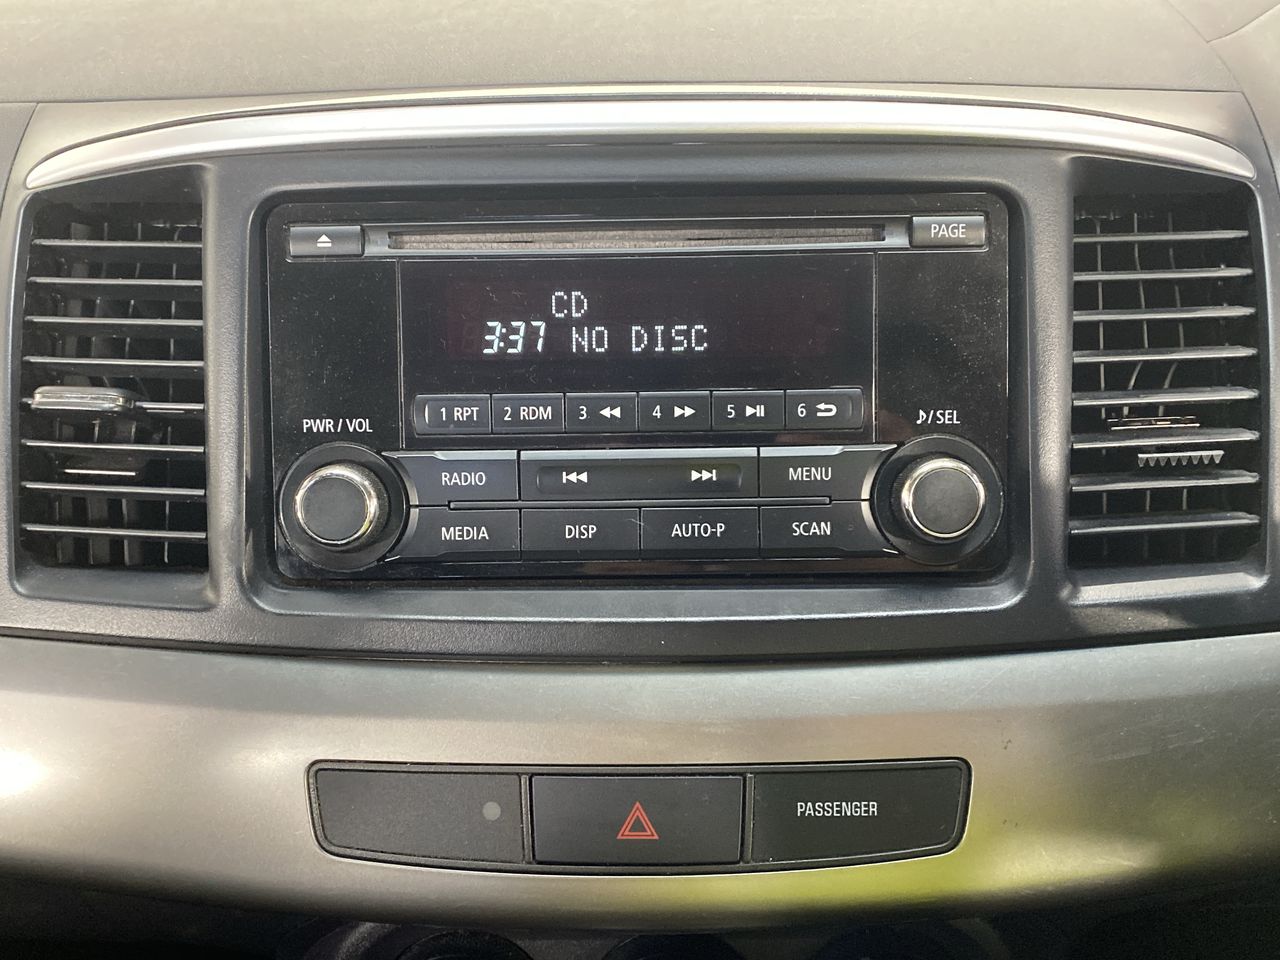 PAGE
CD
3:37 NO DISC
1 RPT 2 RDM 3 4 5 6
PWR / VOL
♪/SEL
RADIO MENU
MEDIA DISP AUTO-P SCAN
PASSENGER